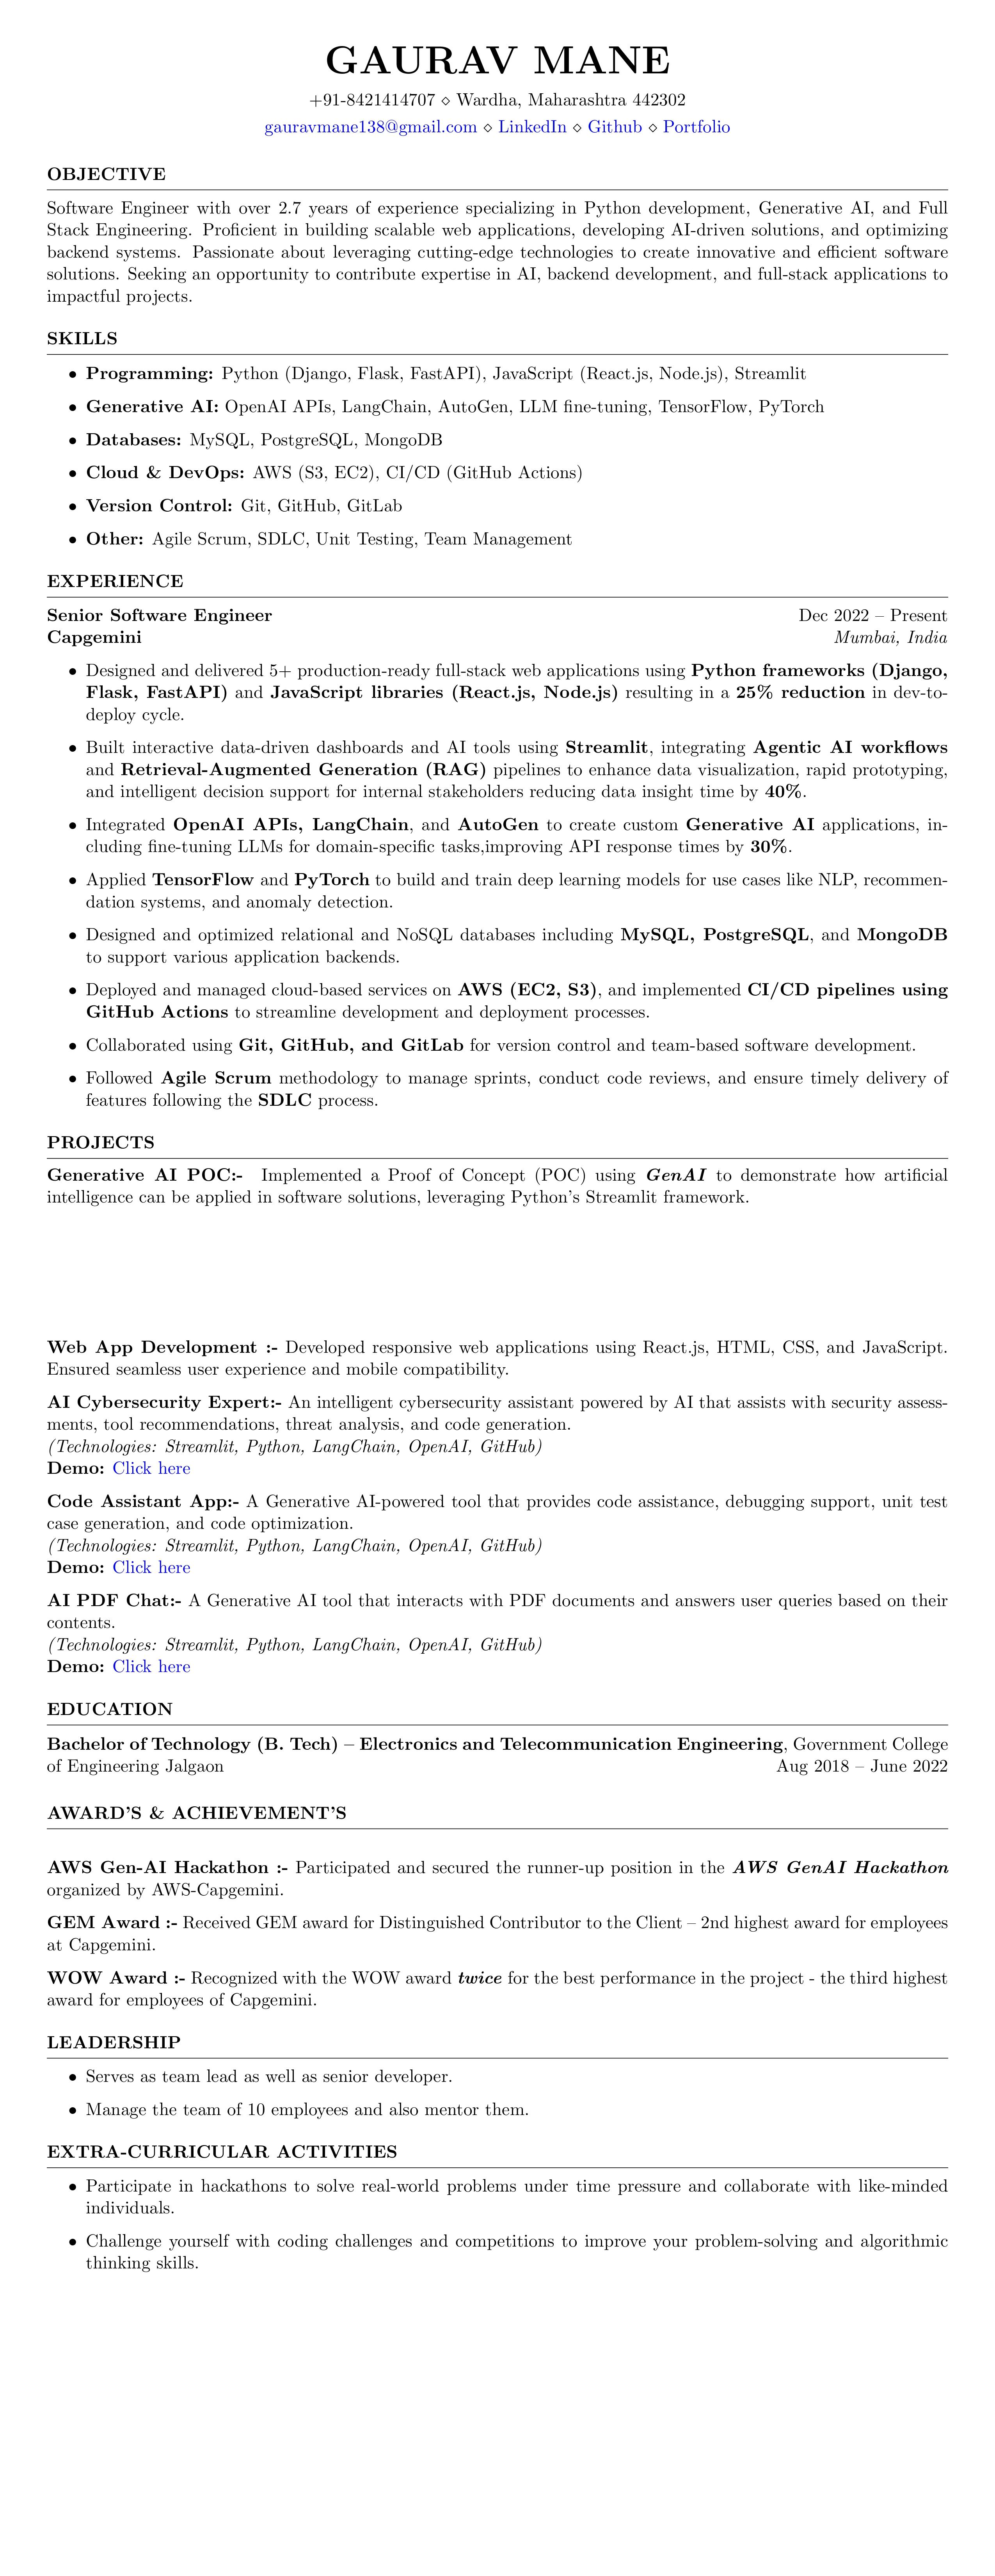 GAURAV MANE
+91-8421414707 ⋄ Wardha, Maharashtra 442302
gauravmane138@gmail.com ⋄ LinkedIn ⋄ Github ⋄ Portfolio
OBJECTIVE
Software Engineer with over 2.7 years of experience specializing in Python development, Generative AI, and Full
Stack Engineering. Proficient in building scalable web applications, developing AI-driven solutions, and optimizing
backend systems. Passionate about leveraging cutting-edge technologies to create innovative and efficient software
solutions. Seeking an opportunity to contribute expertise in AI, backend development, and full-stack applications to
impactful projects.
SKILLS
• Programming: Python (Django, Flask, FastAPI), JavaScript (React.js, Node.js), Streamlit
• Generative AI: OpenAI APIs, LangChain, AutoGen, LLM fine-tuning, TensorFlow, PyTorch
• Databases: MySQL, PostgreSQL, MongoDB
• Cloud & DevOps: AWS (S3, EC2), CI/CD (GitHub Actions)
• Version Control: Git, GitHub, GitLab
• Other: Agile Scrum, SDLC, Unit Testing, Team Management
EXPERIENCE
Senior Software Engineer Dec 2022 – Present
Capgemini Mumbai, India
• Designed and delivered 5+ production-ready full-stack web applications using Python frameworks (Django,
Flask, FastAPI) and JavaScript libraries (React.js, Node.js) resulting in a 25% reduction in dev-to-
deploy cycle.
• Built interactive data-driven dashboards and AI tools using Streamlit, integrating Agentic AI workflows
and Retrieval-Augmented Generation (RAG) pipelines to enhance data visualization, rapid prototyping,
and intelligent decision support for internal stakeholders reducing data insight time by 40%.
• Integrated OpenAI APIs, LangChain, and AutoGen to create custom Generative AI applications, in-
cluding fine-tuning LLMs for domain-specific tasks,improving API response times by 30%.
• Applied TensorFlow and PyTorch to build and train deep learning models for use cases like NLP, recommen-
dation systems, and anomaly detection.
• Designed and optimized relational and NoSQL databases including MySQL, PostgreSQL, and MongoDB
to support various application backends.
• Deployed and managed cloud-based services on AWS (EC2, S3), and implemented CI/CD pipelines using
GitHub Actions to streamline development and deployment processes.
• Collaborated using Git, GitHub, and GitLab for version control and team-based software development.
• Followed Agile Scrum methodology to manage sprints, conduct code reviews, and ensure timely delivery of
features following the SDLC process.
PROJECTS
Generative AI POC:- Implemented a Proof of Concept (POC) using GenAI to demonstrate how artificial
intelligence can be applied in software solutions, leveraging Python's Streamlit framework.
Web App Development :- Developed responsive web applications using React.js, HTML, CSS, and JavaScript.
Ensured seamless user experience and mobile compatibility.
AI Cybersecurity Expert:- An intelligent cybersecurity assistant powered by AI that assists with security assess-
ments, tool recommendations, threat analysis, and code generation.
(Technologies: Streamlit, Python, LangChain, OpenAI, GitHub)
Demo: Click here
Code Assistant App:- A Generative AI-powered tool that provides code assistance, debugging support, unit test
case generation, and code optimization.
(Technologies: Streamlit, Python, LangChain, OpenAI, GitHub)
Demo: Click here
AI PDF Chat:- A Generative AI tool that interacts with PDF documents and answers user queries based on their
contents.
(Technologies: Streamlit, Python, LangChain, OpenAI, GitHub)
Demo: Click here
EDUCATION
Bachelor of Technology (B. Tech) – Electronics and Telecommunication Engineering, Government College
of Engineering Jalgaon Aug 2018 – June 2022
AWARD'S & ACHIEVEMENT'S
AWS Gen-AI Hackathon :- Participated and secured the runner-up position in the AWS GenAI Hackathon
organized by AWS-Capgemini.
GEM Award :- Received GEM award for Distinguished Contributor to the Client – 2nd highest award for employees
at Capgemini.
WOW Award :- Recognized with the WOW award twice for the best performance in the project - the third highest
award for employees of Capgemini.
LEADERSHIP
• Serves as team lead as well as senior developer.
• Manage the team of 10 employees and also mentor them.
EXTRA-CURRICULAR ACTIVITIES
• Participate in hackathons to solve real-world problems under time pressure and collaborate with like-minded
individuals.
• Challenge yourself with coding challenges and competitions to improve your problem-solving and algorithmic
thinking skills.